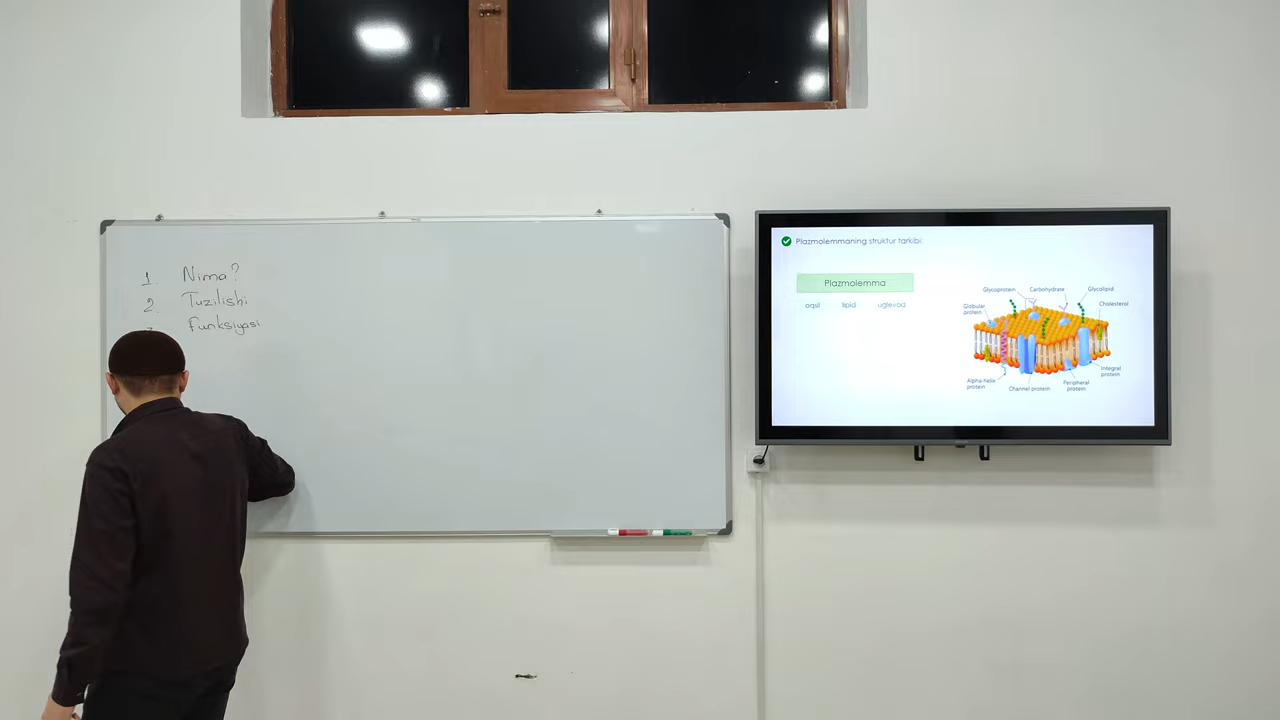 1. Nima?
2. Tuzilishi
3. Funksiyasi
Plazmolemmaning struktur tarkibi:
Plazmolemma
oqsil lipid uglevod
Glycoprotein
Carbohydrate
Glycolipid
Globular
protein
Cholesterol
Alpha-helix
protein
Channel protein
Peripheral
protein
Integral
protein